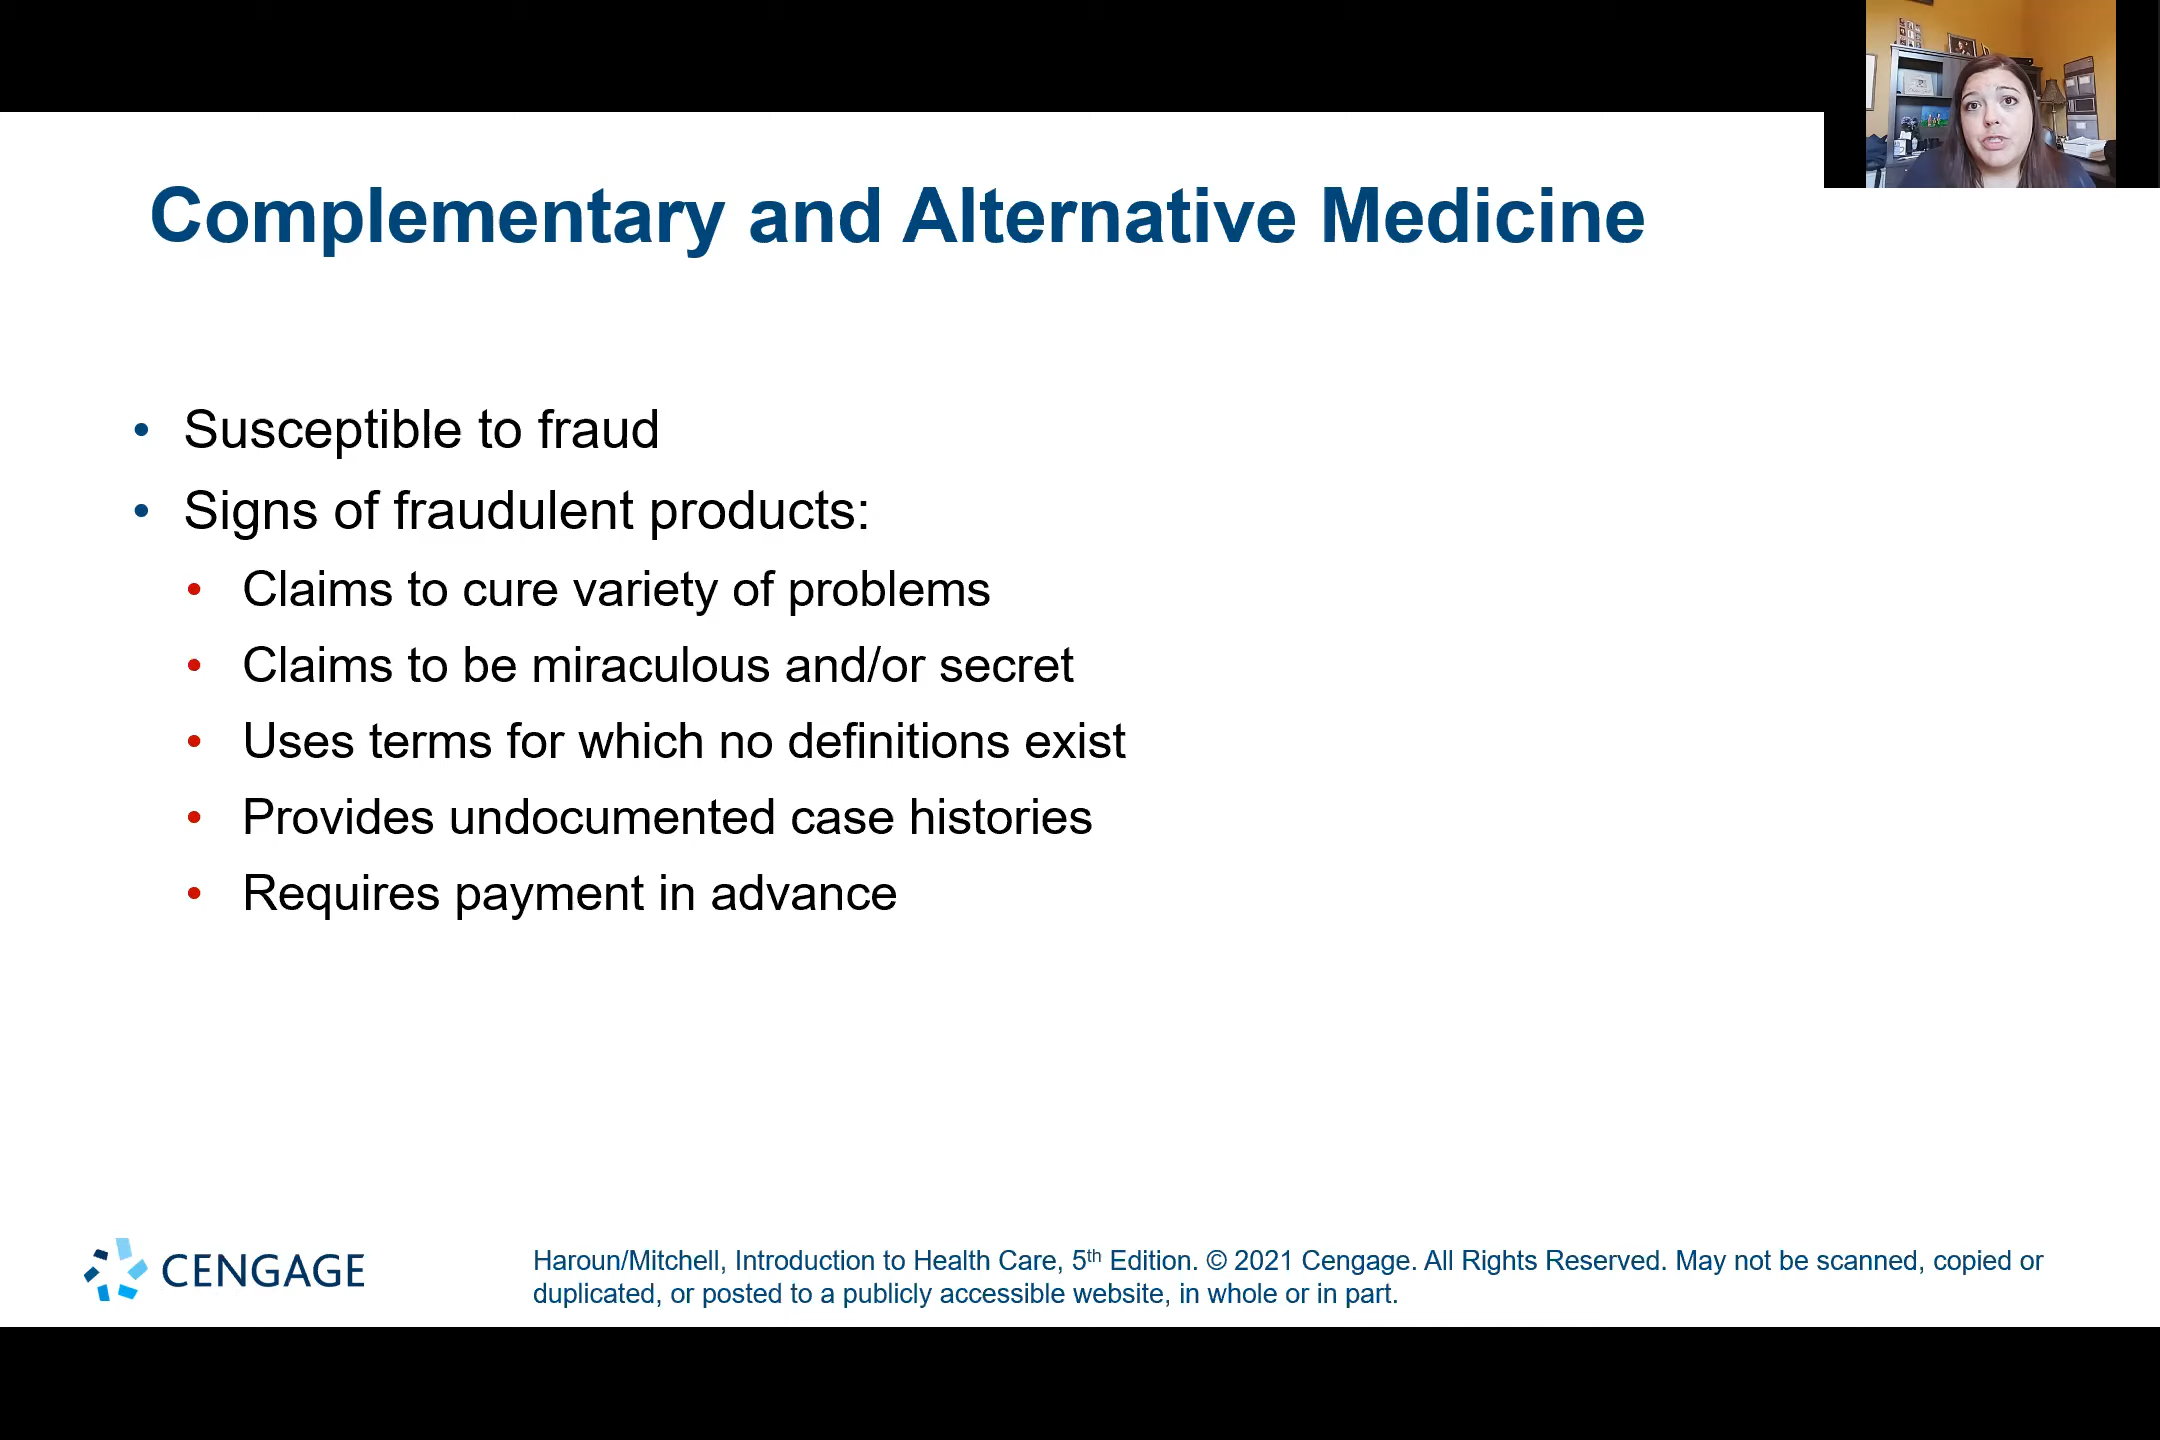 Complementary and Alternative Medicine
• Susceptible to fraud
• Signs of fraudulent products:
• Claims to cure variety of problems
• Claims to be miraculous and/or secret
• Uses terms for which no definitions exist
• Provides undocumented case histories
• Requires payment in advance
CENGAGE
Haroun/Mitchell, Introduction to Health Care, 5th Edition. © 2021 Cengage. All Rights Reserved. May not be scanned, copied or
duplicated, or posted to a publicly accessible website, in whole or in part.